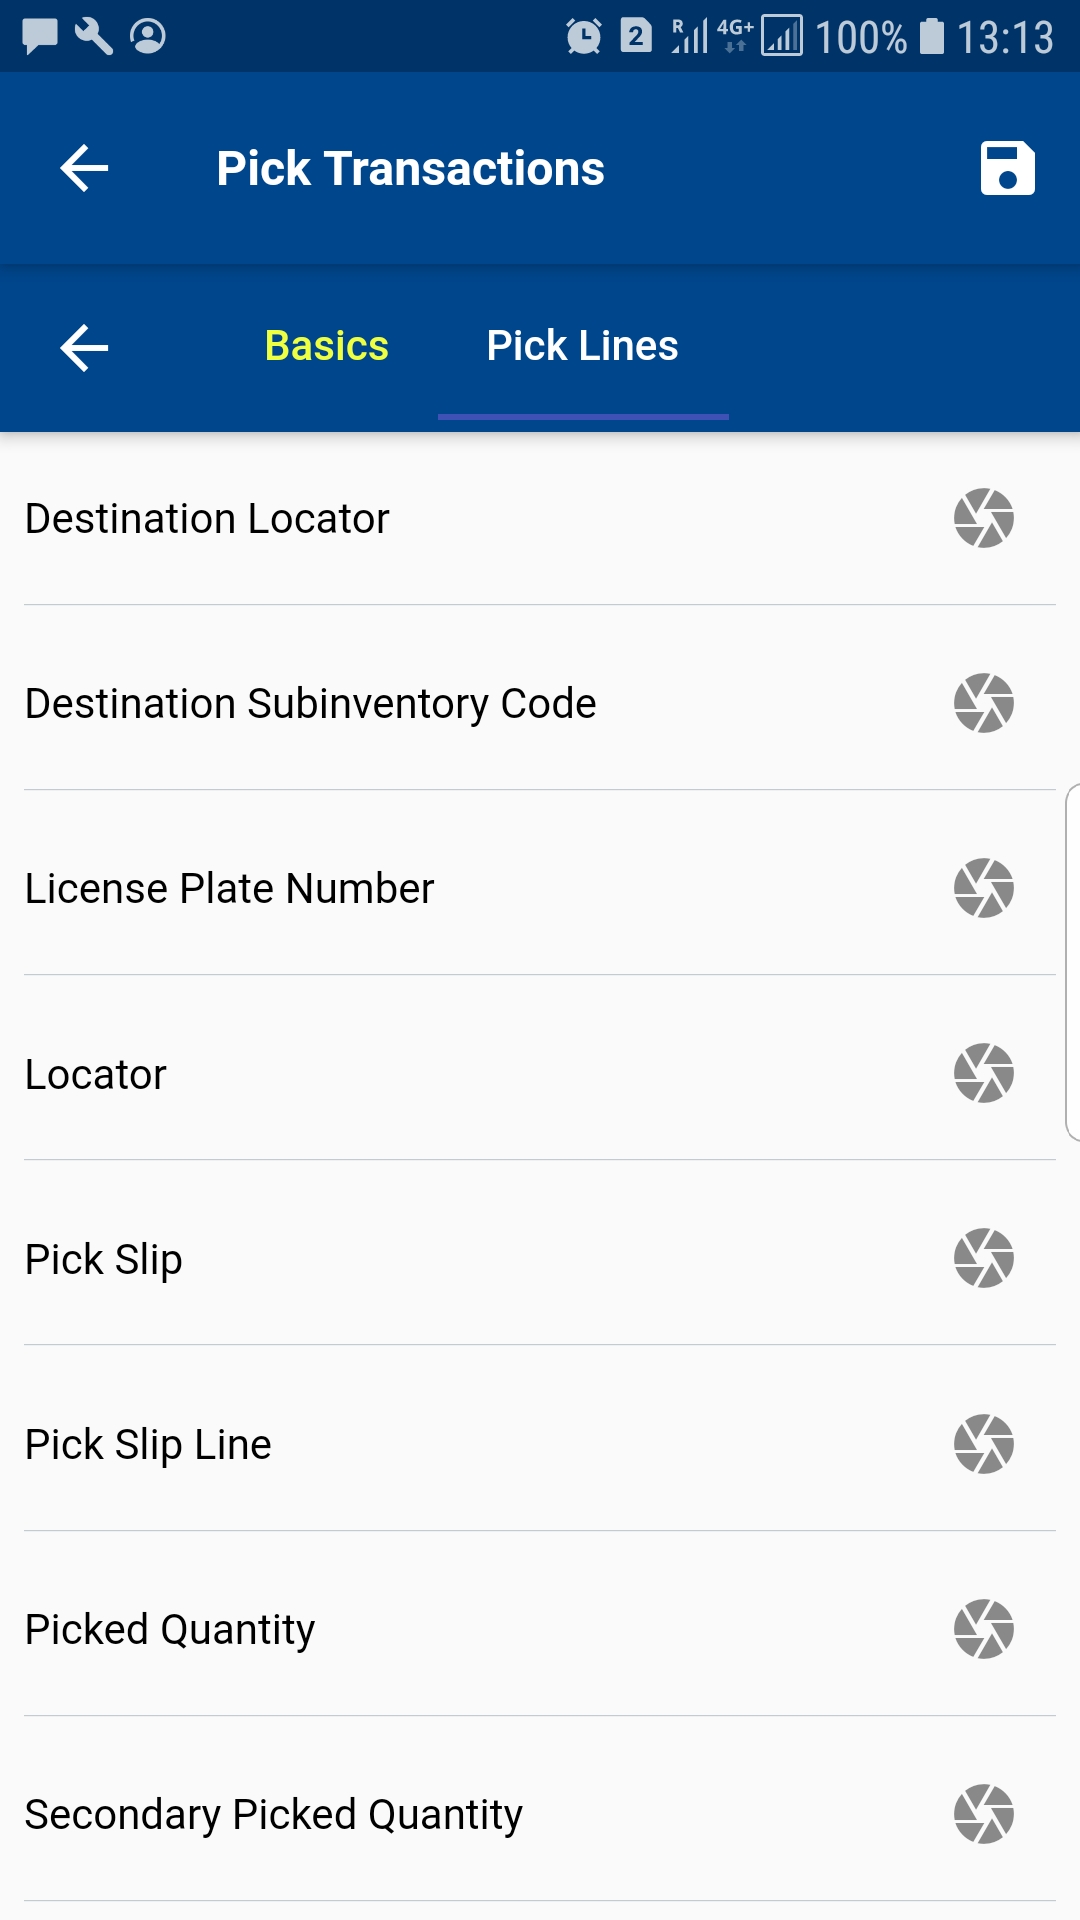 2 R 4G+ 100% 13:13
Pick Transactions
Basics Pick Lines
Destination Locator
Destination Subinventory Code
License Plate Number
Locator
Pick Slip
Pick Slip Line
Picked Quantity
Secondary Picked Quantity